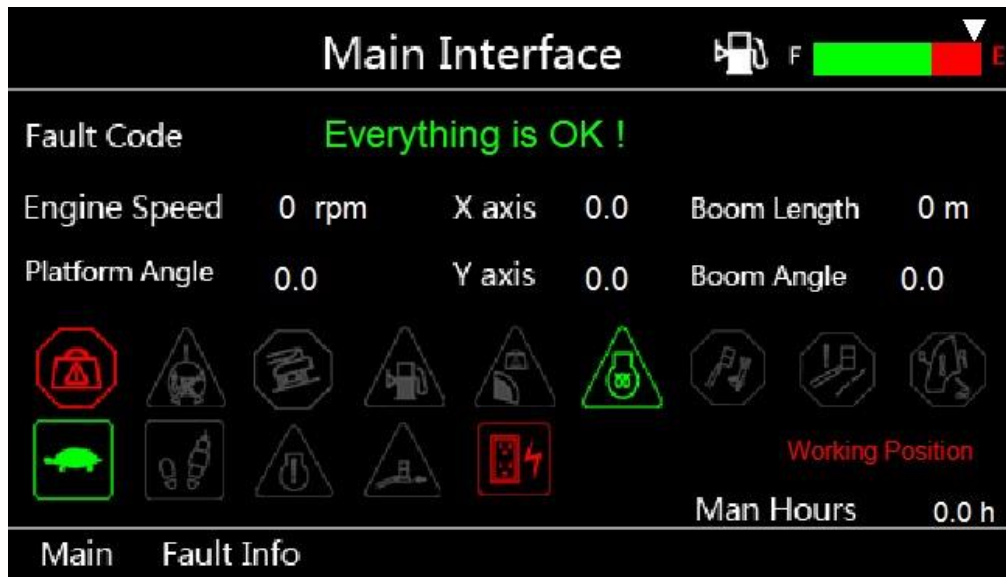 Main Interface F E
Fault Code Everything is OK !
Engine Speed 0 rpm X axis 0.0 Boom Length 0 m
Platform Angle 0.0 Y axis 0.0 Boom Angle 0.0
Working Position
Man Hours 0.0 h
Main Fault Info